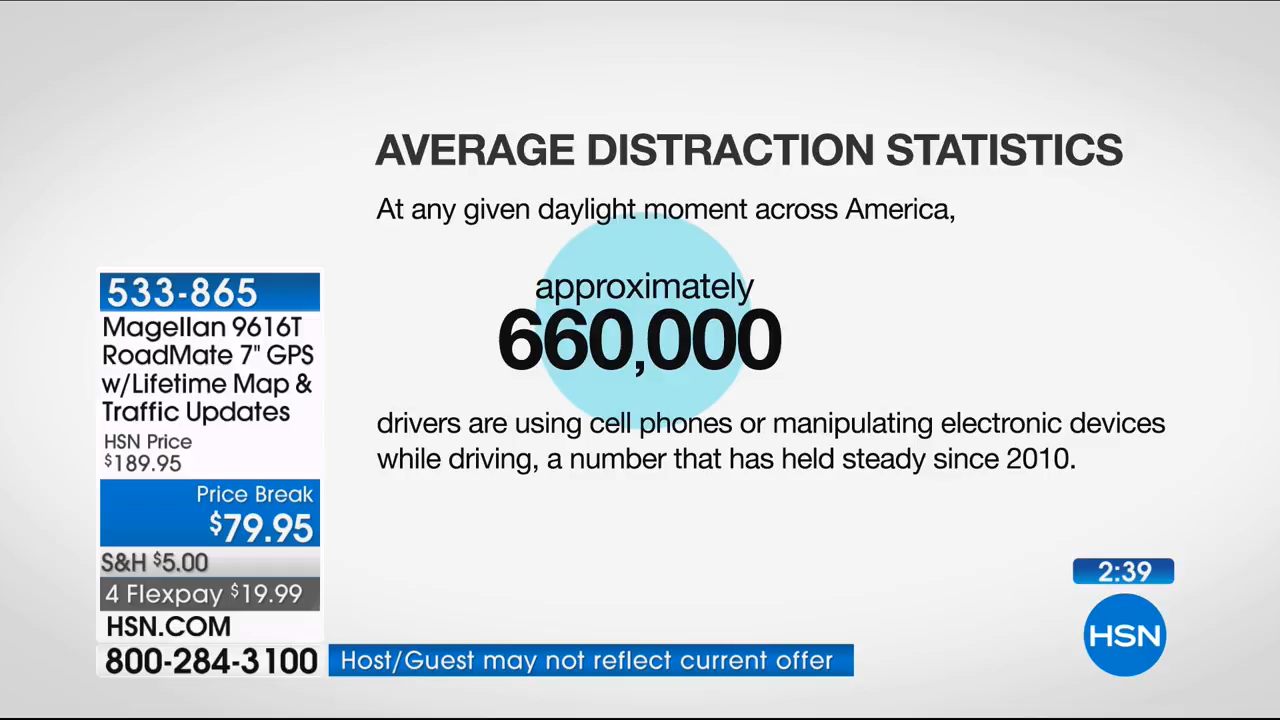 AVERAGE DISTRACTION STATISTICS
At any given daylight moment across America,
approximately
660,000
drivers are using cell phones or manipulating electronic devices
while driving, a number that has held steady since 2010.
533-865
Magellan 9616T
RoadMate 7" GPS
w/Lifetime Map &
Traffic Updates
HSN Price
$189.95
Price Break
$79.95
S&H $5.00
4 Flexpay $19.99
HSN.COM
800-284-3100
Host/Guest may not reflect current offer
2:39
HSN